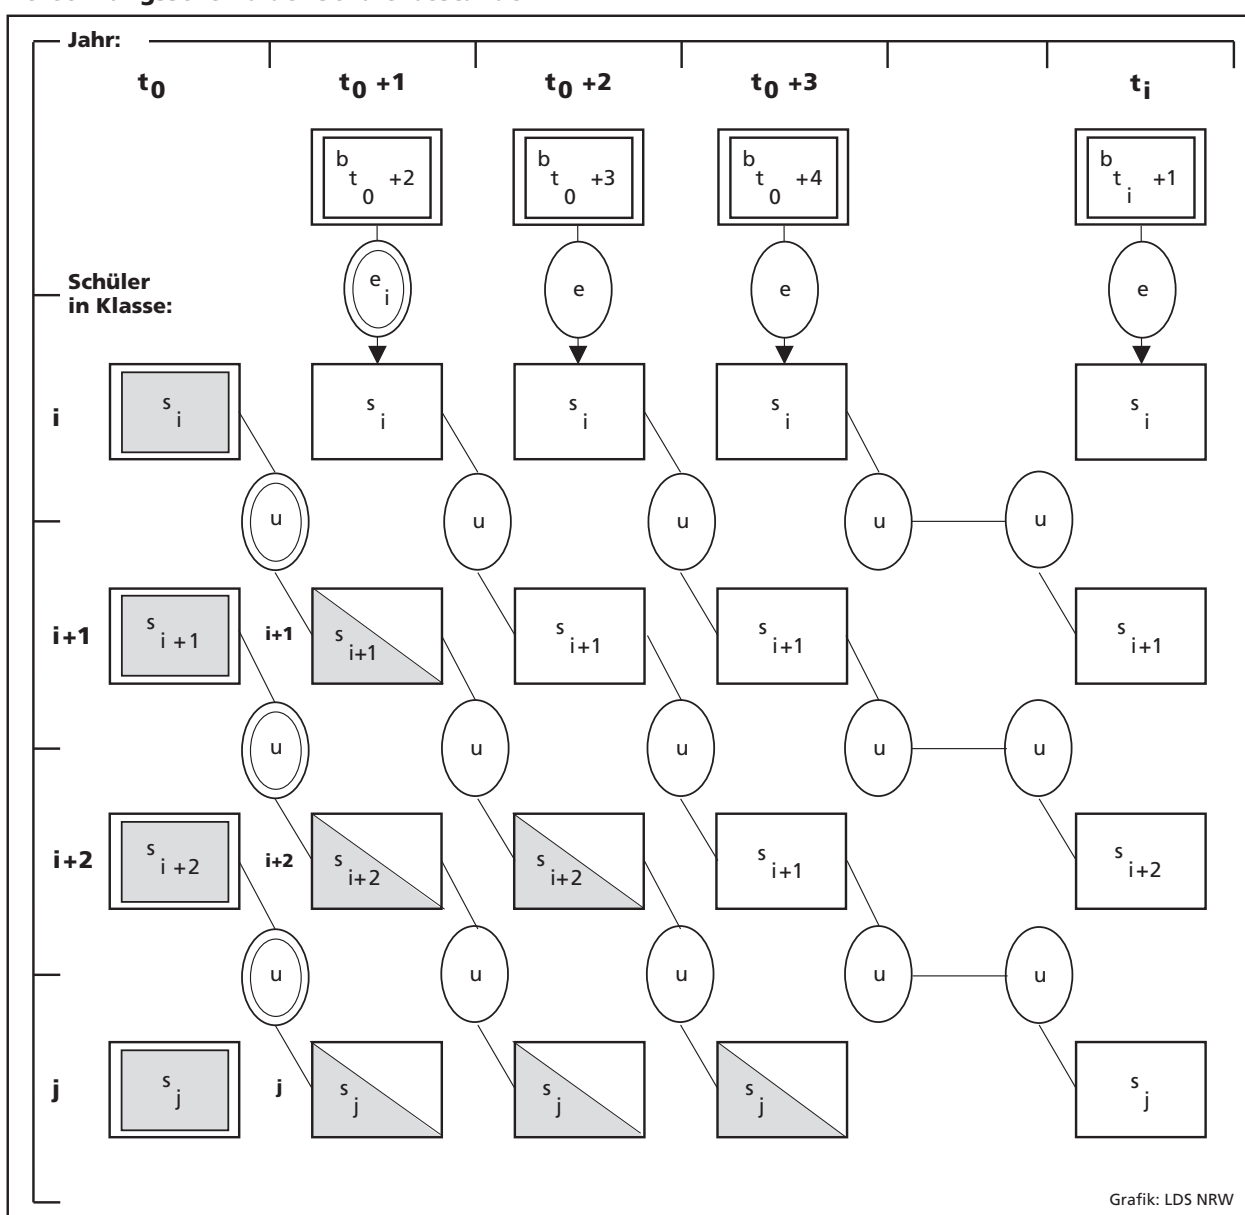 Jahr:
t0 t0 +1 t0 +2 t0 +3 ti
b t0 +2 b t0 +3 b t0 +4 b ti +1
Schüler
in Klasse:
ei e e e
i si si si si si
u u u u u
i+1 si +1 i+1 si+1 si+1 si+1 si+1
u u u u u
i+2 si +2 i+2 si+2 si+2 si+1 si+2
u u u u u
j sj j sj sj sj sj
Grafik: LDS NRW